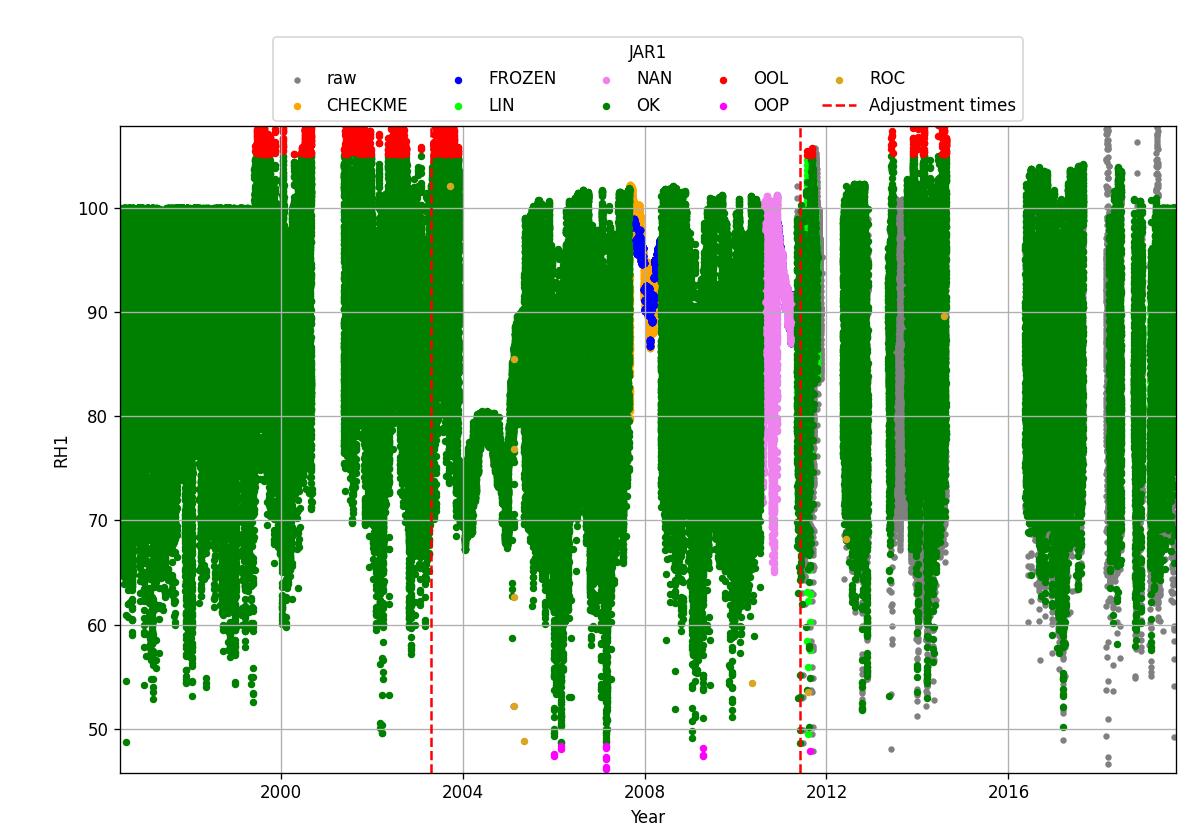 JAR1
raw FROZEN NAN OOL ROC
CHECKME LIN OK OOP Adjustment times
100
90
80
70
60
50
RH1
2000 2004 2008 2012 2016
Year